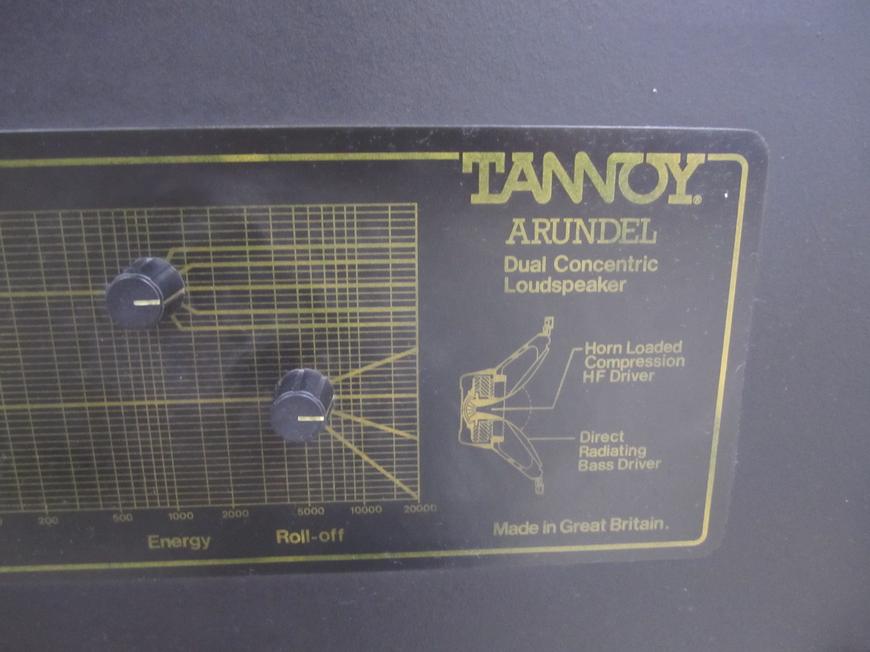 TANNOY®
ARUNDEL
Dual Concentric
Loudspeaker
Horn Loaded
Compression
HF Driver
Direct
Radiating
Bass Driver
200 500 1000 2000 5000 10000 20000
Energy Roll-off
Made in Great Britain.